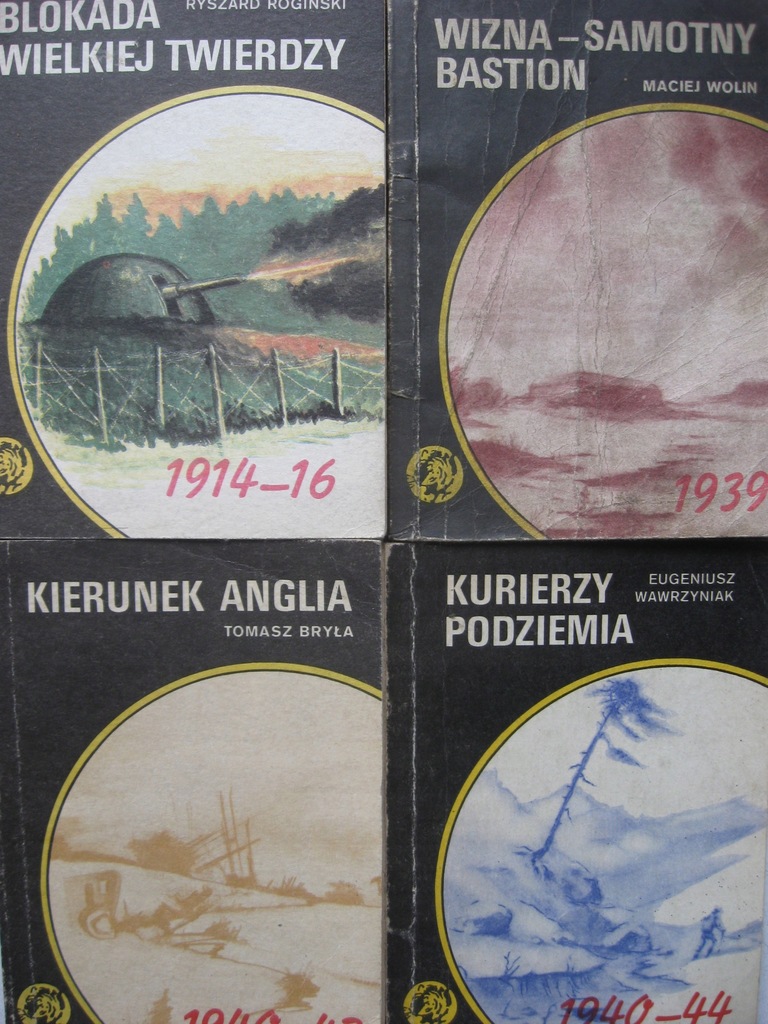 BLOKADA
RYSZARD ROGIŃSKI
WIELKIEJ TWIERDZY
1914–16
WIZNA – SAMOTNY
BASTION
MACIEJ WOLIN
1939
KIERUNEK ANGLIA
TOMASZ BRYŁA
KURIERZY
PODZIEMIA
EUGENIUSZ
WAWRZYNIAK
1940–44